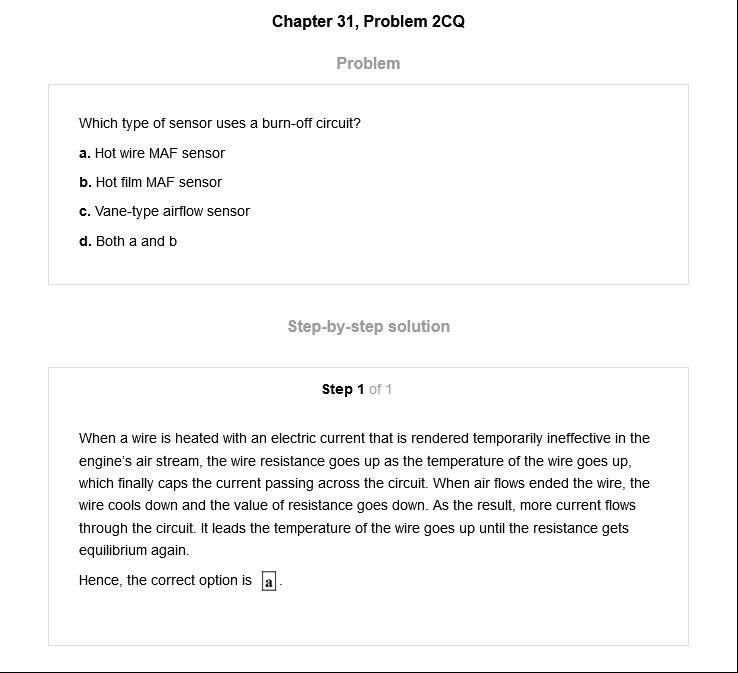 Chapter 31, Problem 2CQ
Problem
Which type of sensor uses a burn-off circuit?
a. Hot wire MAF sensor
b. Hot film MAF sensor
c. Vane-type airflow sensor
d. Both a and b
Step-by-step solution
Step 1 of 1
When a wire is heated with an electric current that is rendered temporarily ineffective in the
engine's air stream, the wire resistance goes up as the temperature of the wire goes up,
which finally caps the current passing across the circuit. When air flows ended the wire, the
wire cools down and the value of resistance goes down. As the result, more current flows
through the circuit. It leads the temperature of the wire goes up until the resistance gets
equilibrium again.
Hence, the correct option is a.